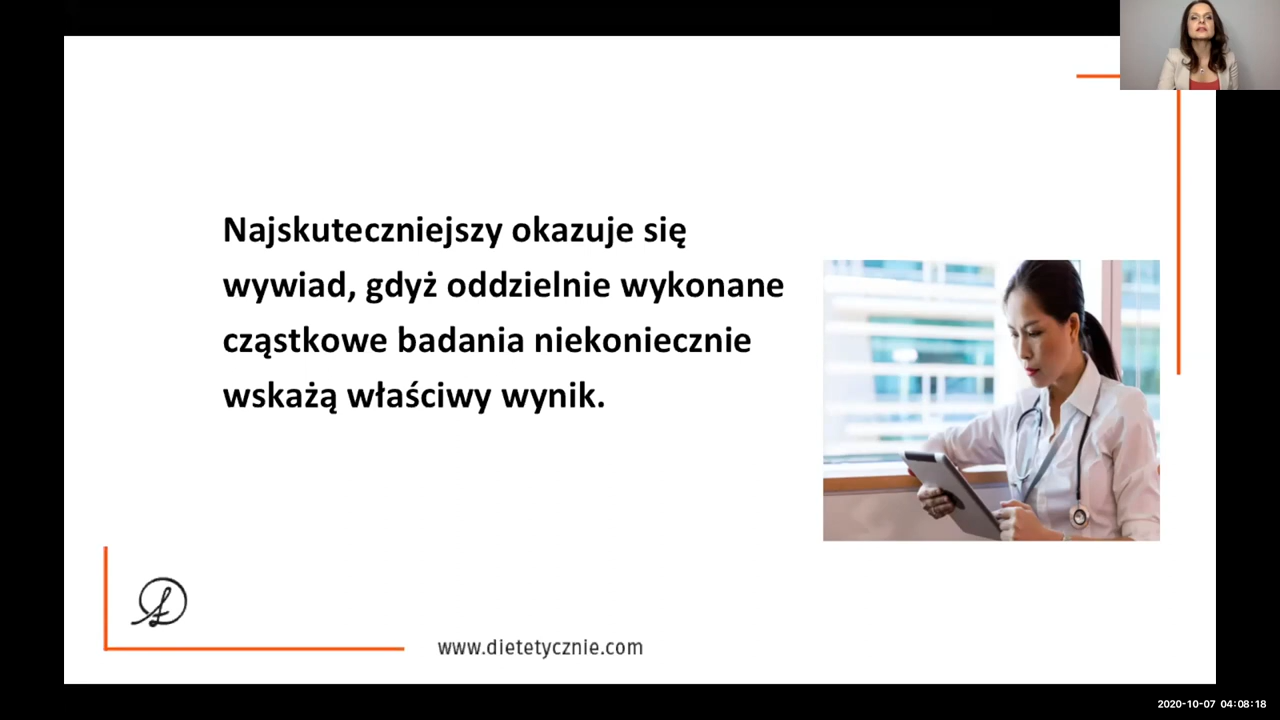 Najskuteczniejszy okazuje się
wywiad, gdyż oddzielnie wykonane
cząstkowe badania niekoniecznie
wskażą właściwy wynik.
www.dietetycznie.com
2020-10-07 04:08:18